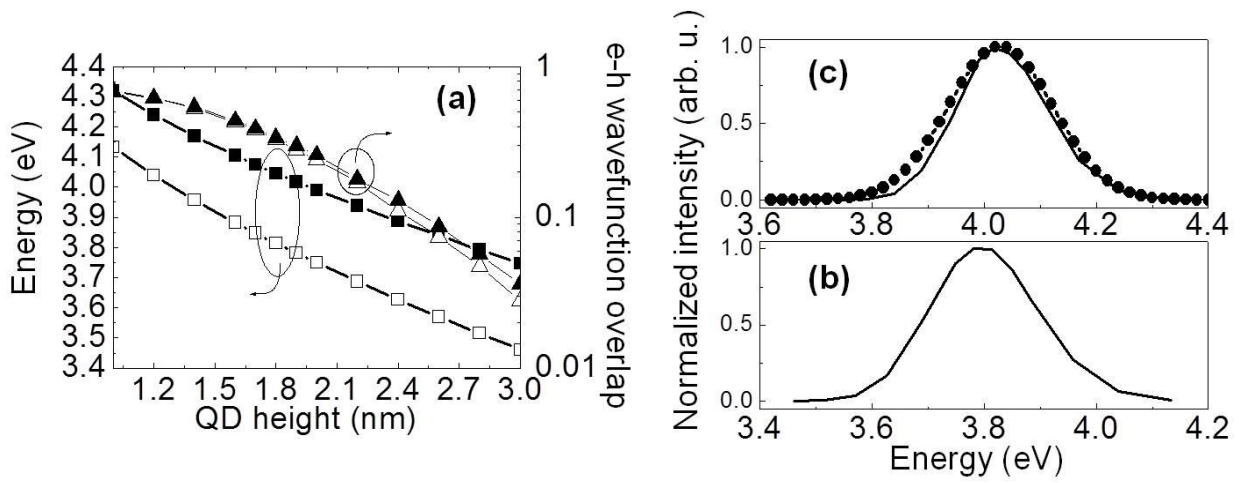 (a)
Energy (eV)
4.4
4.3
4.2
4.1
4.0
3.9
3.8
3.7
3.6
3.5
3.4
1.2 1.5 1.8 2.1 2.4 2.7 3.0
QD height (nm)
1
0.1
0.01
e-h wavefunction overlap
Normalized intensity (arb. u.)
(c)
1.0
0.5
0.0
3.6 3.8 4.0 4.2 4.4
(b)
1.0
0.5
0.0
3.4 3.6 3.8 4.0 4.2
Energy (eV)